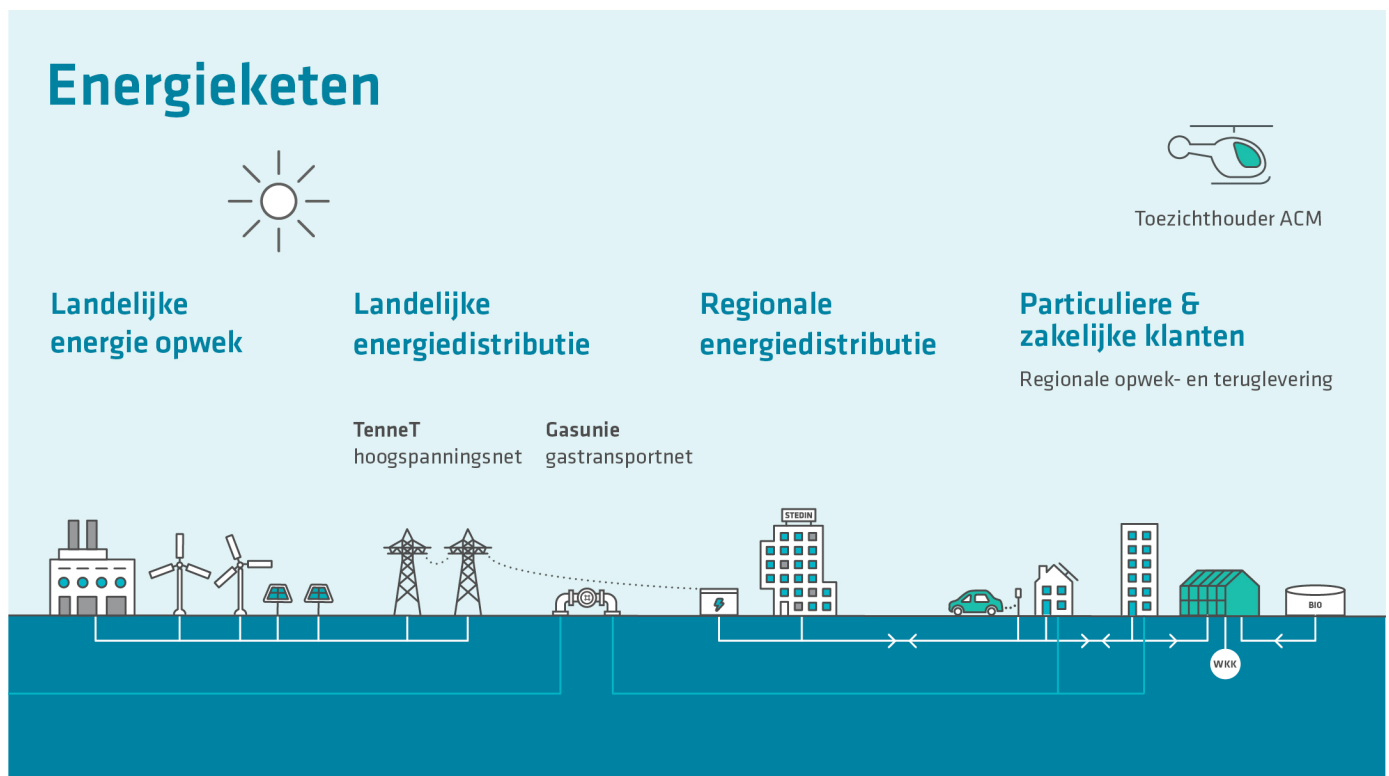 Energieketen
Toezichthouder ACM
Landelijke
energie opwek
Landelijke
energiedistributie
Regionale
energiedistributie
Particuliere &
zakelijke klanten
Regionale opwek- en teruglevering
TenneT
hoogspanningsnet
Gasunie
gastransportnet
STEDIN
BIO
WKK